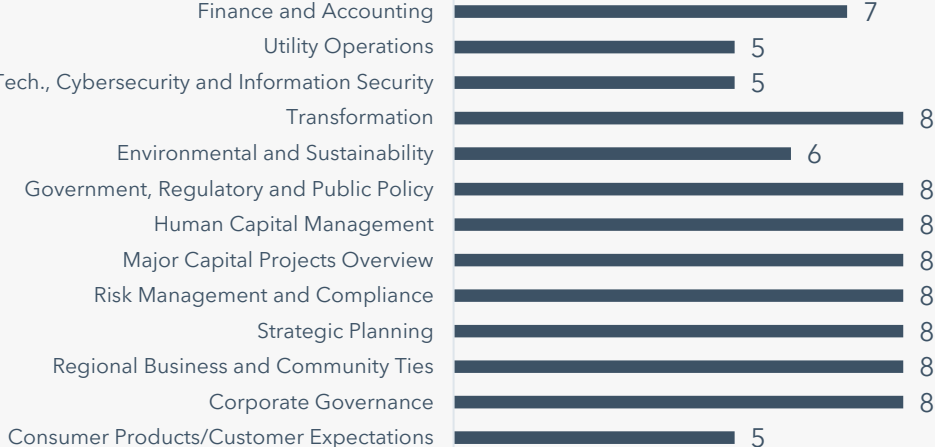 Finance and Accounting 7
Utility Operations 5
Tech., Cybersecurity and Information Security 5
Transformation 8
Environmental and Sustainability 6
Government, Regulatory and Public Policy 8
Human Capital Management 8
Major Capital Projects Overview 8
Risk Management and Compliance 8
Strategic Planning 8
Regional Business and Community Ties 8
Corporate Governance 8
Consumer Products/Customer Expectations 5